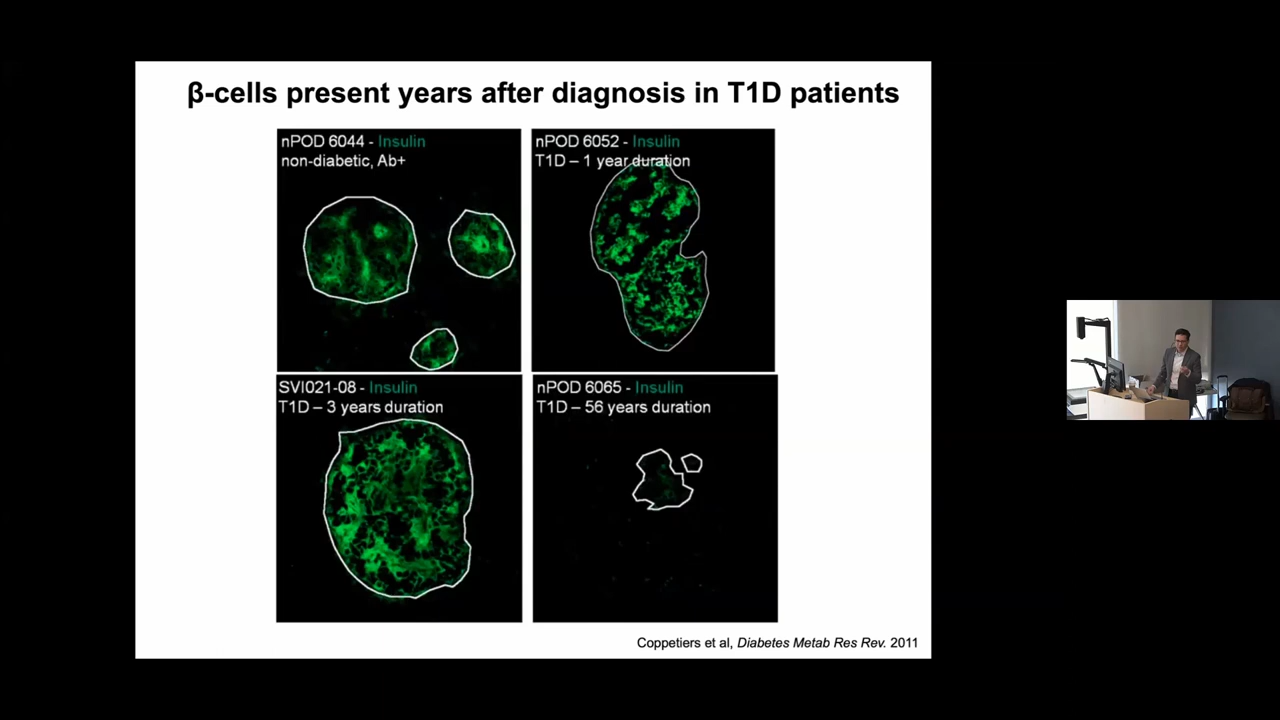 β-cells present years after diagnosis in T1D patients
nPOD 6044 - Insulin
non-diabetic, Ab+
nPOD 6052 - Insulin
T1D – 1 year duration
SVI021-08 - Insulin
T1D – 3 years duration
nPOD 6065 - Insulin
T1D – 56 years duration
Coppetiers et al, Diabetes Metab Res Rev. 2011